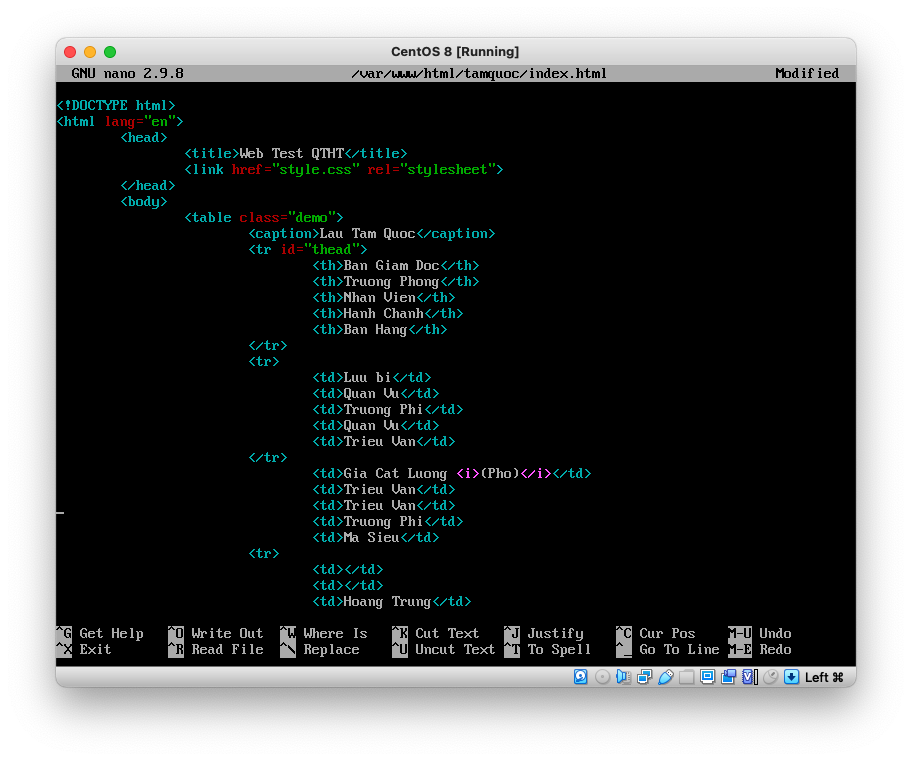 CentOS 8 [Running]
GNU nano 2.9.8 /var/www/html/tamquoc/index.html Modified
<!DOCTYPE html>
<html lang="en">
<head>
<title>Web Test QTHT</title>
<link href="style.css" rel="stylesheet">
</head>
<body>
<table class="demo">
<caption>Lau Tam Quoc</caption>
<tr id="thead">
<th>Ban Giam Doc</th>
<th>Truong Phong</th>
<th>Nhan Vien</th>
<th>Hanh Chanh</th>
<th>Ban Hang</th>
</tr>
<tr>
<td>Luu bi</td>
<td>Quan Vu</td>
<td>Truong Phi</td>
<td>Quan Vu</td>
<td>Trieu Van</td>
</tr>
<td>Gia Cat Luong <i>(Pho)</i></td>
<td>Trieu Van</td>
<td>Trieu Van</td>
<td>Truong Phi</td>
<td>Ma Sieu</td>
<tr>
<td></td>
<td></td>
<td>Hoang Trung</td>
^G Get Help ^O Write Out ^W Where Is ^K Cut Text ^J Justify ^C Cur Pos M-U Undo
^X Exit ^R Read File ^\ Replace ^U Uncut Text ^T To Spell ^_ Go To Line M-E Redo
Left ⌘